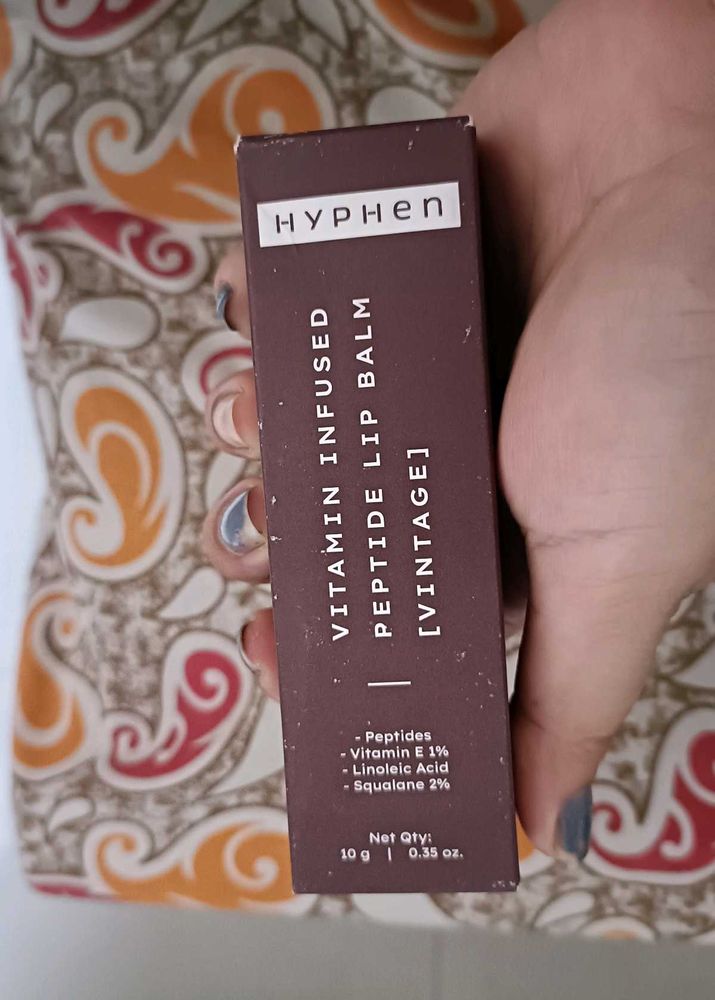 HYPHen
VITAMIN INFUSED
PEPTIDE LIP BALM
[VINTAGE]
- Peptides
- Vitamin E 1%
- Linoleic Acid
- Squalane 2%
Net Qty:
10 g | 0.35 oz.